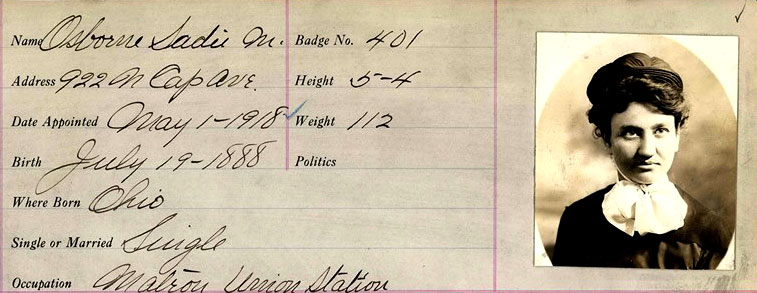 Name Osborne Sadie M. Badge No. 401
Address 922 N Cap Ave. Height 5-4
Date Appointed May 1-1918 Weight 112
Birth July 19-1888 Politics
Where Born Ohio
Single or Married Single
Occupation Matron Union Station